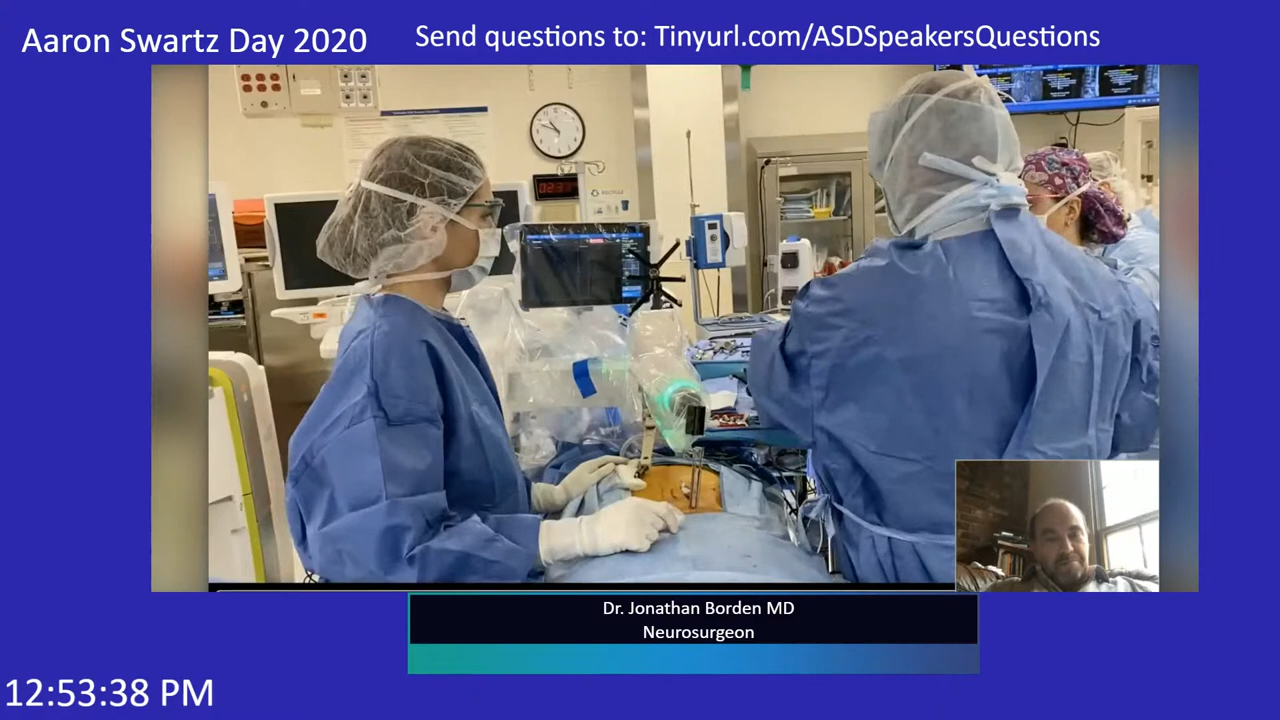 Aaron Swartz Day 2020
Send questions to: Tinyurl.com/ASDSpeakersQuestions
RECYCLE
Dr. Jonathan Borden MD
Neurosurgeon
12:53:38 PM